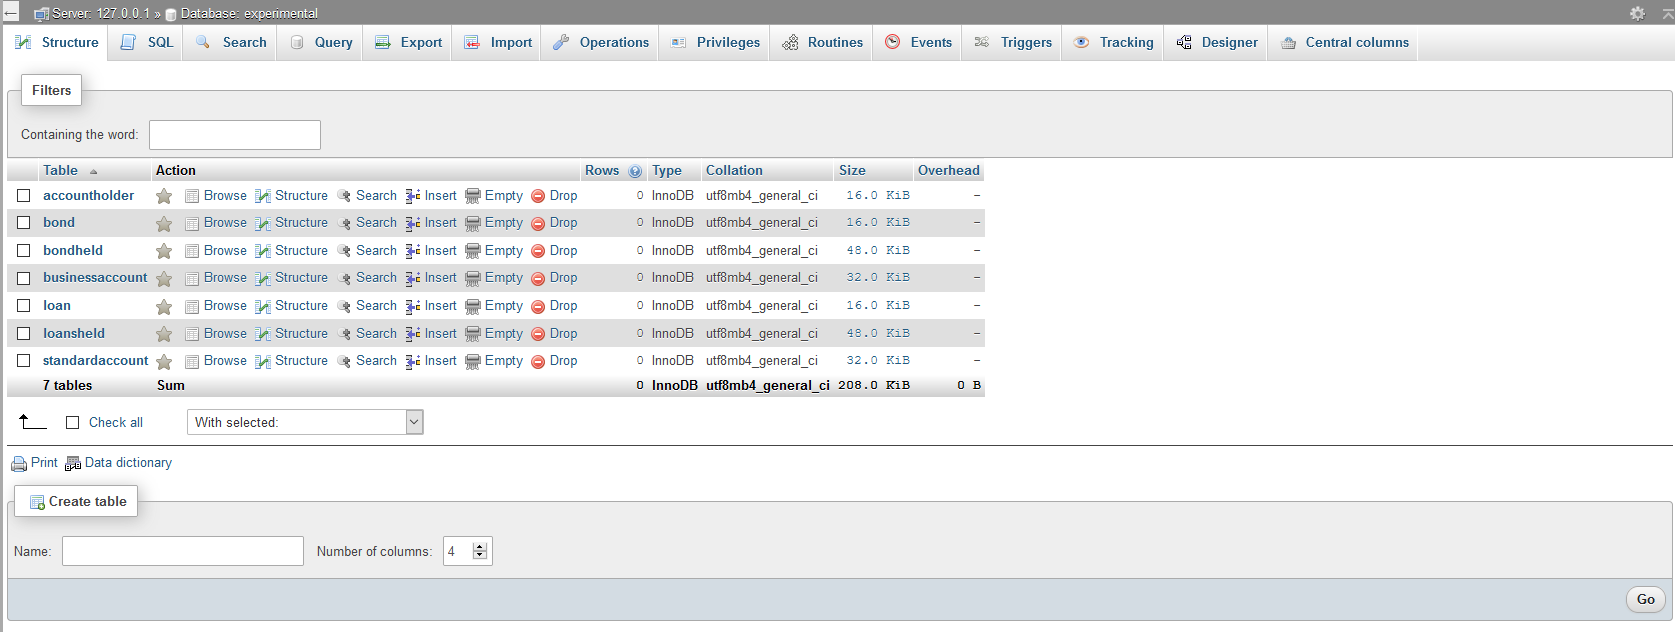 Server: 127.0.0.1 » Database: experimental
Structure SQL Search Query Export Import Operations Privileges Routines Events Triggers Tracking Designer Central columns
Filters
Containing the word:
Table Action Rows Type Collation Size Overhead
accountholder Browse Structure Search Insert Empty Drop 0 InnoDB utf8mb4_general_ci 16.0 KiB -
bond Browse Structure Search Insert Empty Drop 0 InnoDB utf8mb4_general_ci 16.0 KiB -
bondheld Browse Structure Search Insert Empty Drop 0 InnoDB utf8mb4_general_ci 48.0 KiB -
businessaccount Browse Structure Search Insert Empty Drop 0 InnoDB utf8mb4_general_ci 32.0 KiB -
loan Browse Structure Search Insert Empty Drop 0 InnoDB utf8mb4_general_ci 16.0 KiB -
loansheld Browse Structure Search Insert Empty Drop 0 InnoDB utf8mb4_general_ci 48.0 KiB -
standardaccount Browse Structure Search Insert Empty Drop 0 InnoDB utf8mb4_general_ci 32.0 KiB -
7 tables Sum 0 InnoDB utf8mb4_general_ci 208.0 KiB 0 B
Check all With selected:
Print Data dictionary
Create table
Name: Number of columns: 4
Go